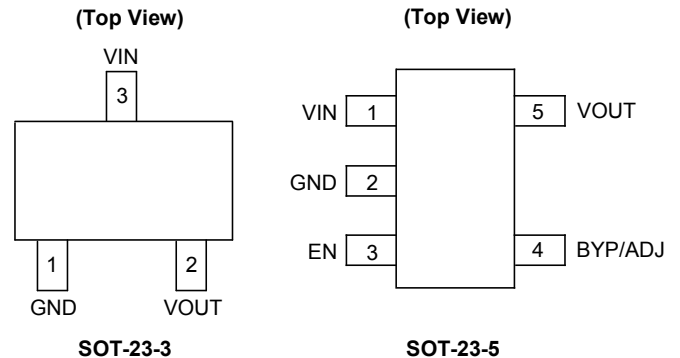 (Top View)
VIN
3
1
2
GND VOUT
SOT-23-3
(Top View)
VIN 1
5 VOUT
GND 2
EN 3
4 BYP/ADJ
SOT-23-5